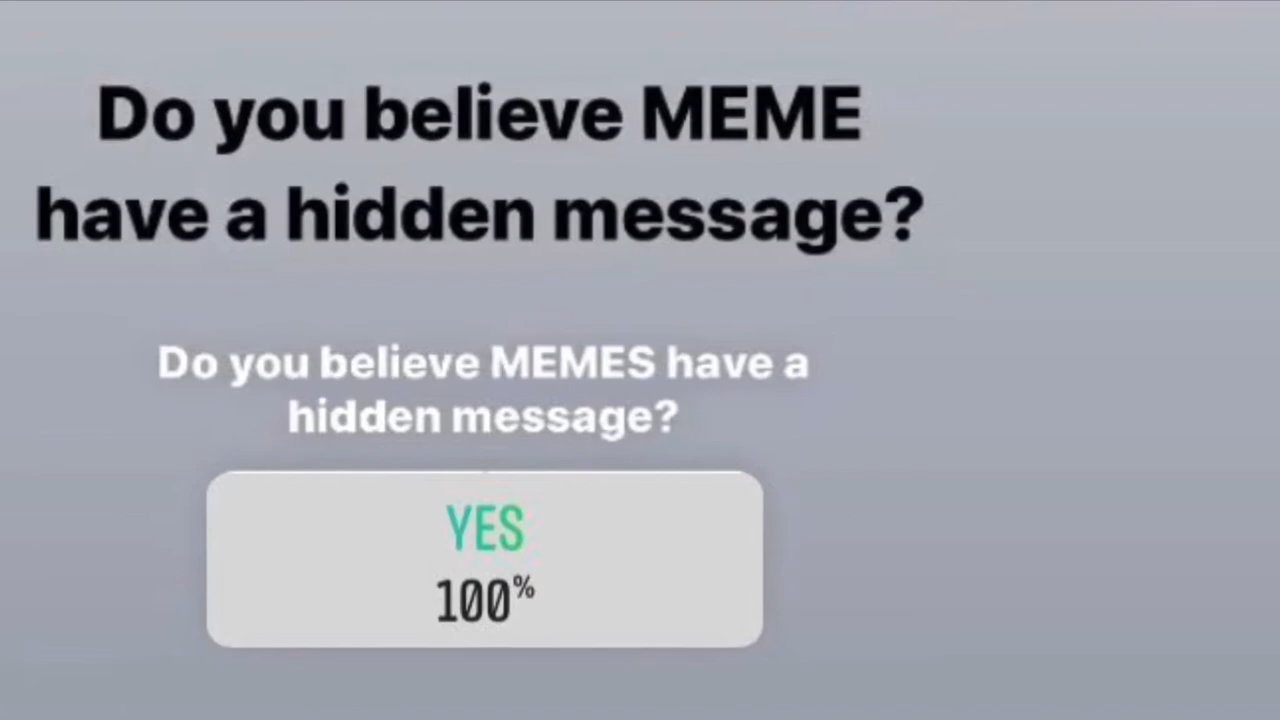 Do you believe MEME
have a hidden message?
Do you believe MEMES have a
hidden message?
YES
100%